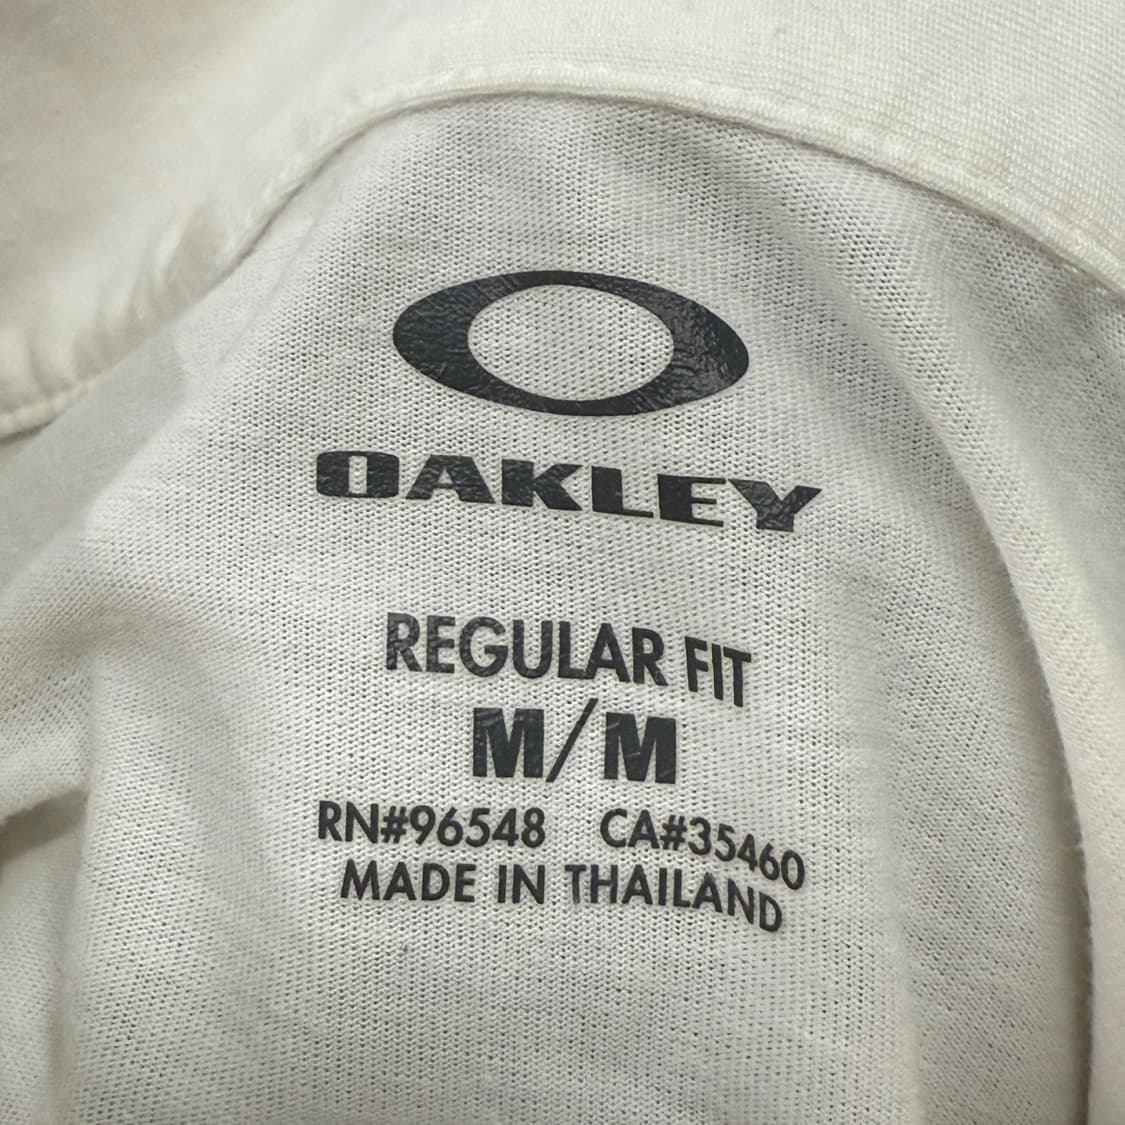 OAKLEY
REGULAR FIT
M/M
RN#96548 CA#35460
MADE IN THAILAND